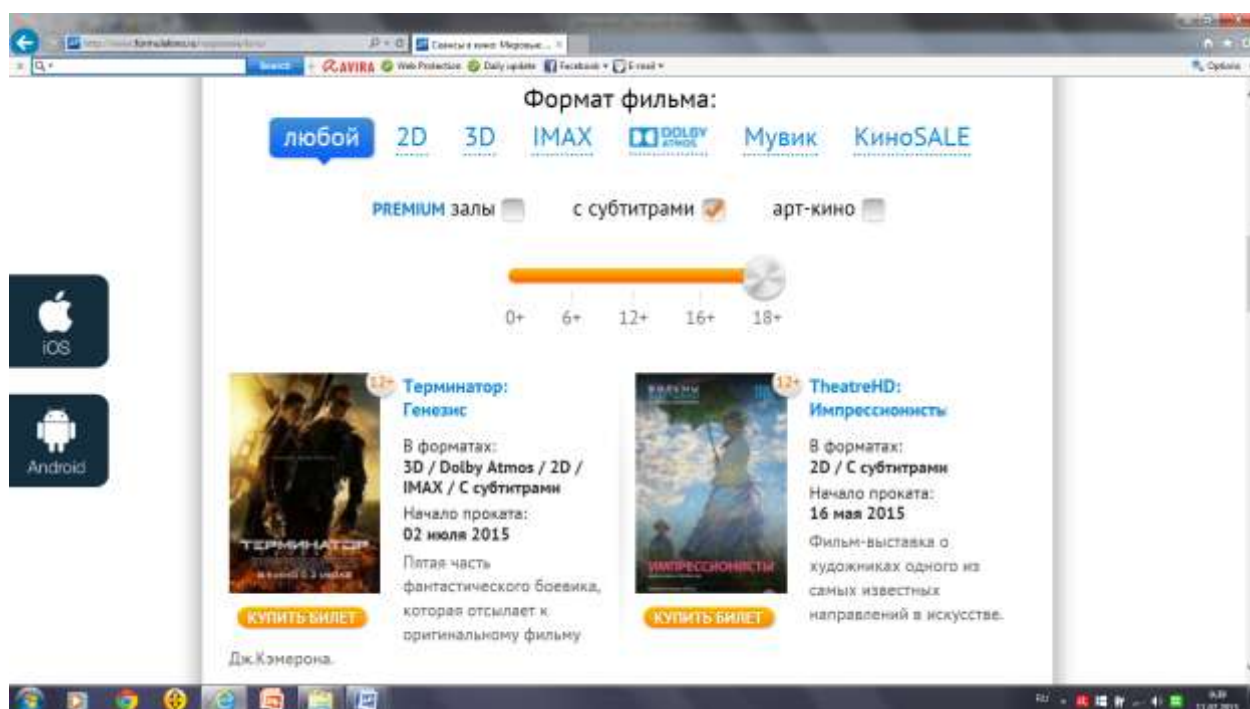 Сеансы в кино: Мировые...
Search AVIRA Web Protection Daily update Facebook E-mail Options
Формат фильма:
любой 2D 3D IMAX DOLBY ATMOS Мувик КиноSALE
PREMIUM залы с субтитрами арт-кино
0+ 6+ 12+ 16+ 18+
iOS
Android
12+
Терминатор:
Генезис
В форматах:
3D / Dolby Atmos / 2D /
IMAX / С субтитрами
Начало проката:
02 июля 2015
Пятая часть
фантастического боевика,
которая отсылает к
оригинальному фильму
Дж.Кэмерона.
ТЕРМИНАТОР
КУПИТЬ БИЛЕТ
12+
TheatreHD:
Импрессионисты
В форматах:
2D / С субтитрами
Начало проката:
16 мая 2015
Фильм-выставка о
художниках одного из
самых известных
направлений в искусстве.
ИМПРЕССИОНИСТЫ
КУПИТЬ БИЛЕТ
RU